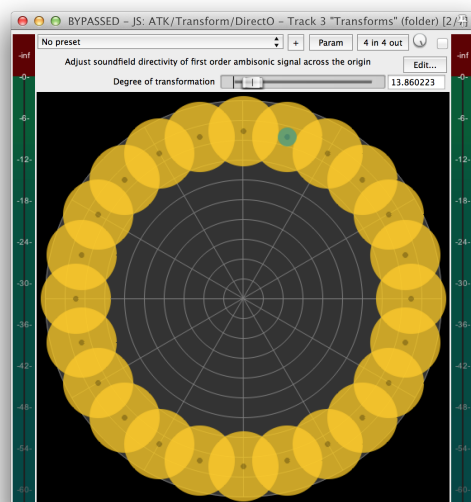 BYPASSED - JS: ATK/Transform/DirectO - Track 3 "Transforms" (folder) [2/
No preset
+
Param
4 in 4 out
Adjust soundfield directivity of first order ambisonic signal across the origin
Edit...
Degree of transformation
13.860223
-inf
-0-
-6-
-12-
-18-
-24-
-30-
-36-
-42-
-48-
-54-
-60-
-inf
-0-
-6-
-12-
-18-
-24-
-30-
-36-
-42-
-48-
-54-
-60-